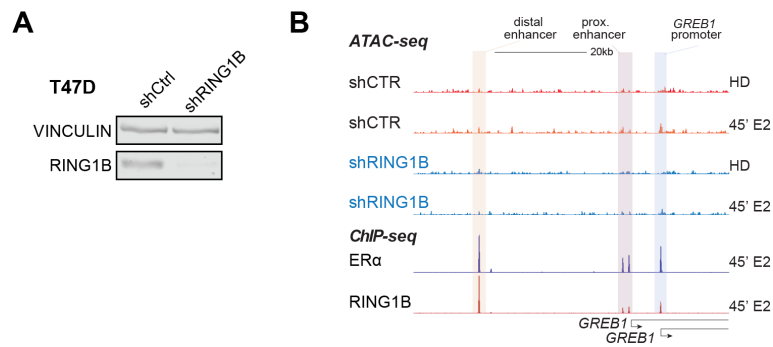 A
T47D
shCtrl
shRING1B
VINCULIN
RING1B
B
distal enhancer
prox. enhancer
GREB1 promoter
ATAC-seq
20kb
shCTR HD
shCTR 45' E2
shRING1B HD
shRING1B 45' E2
ChIP-seq
ERα 45' E2
RING1B 45' E2
GREB1
GREB1